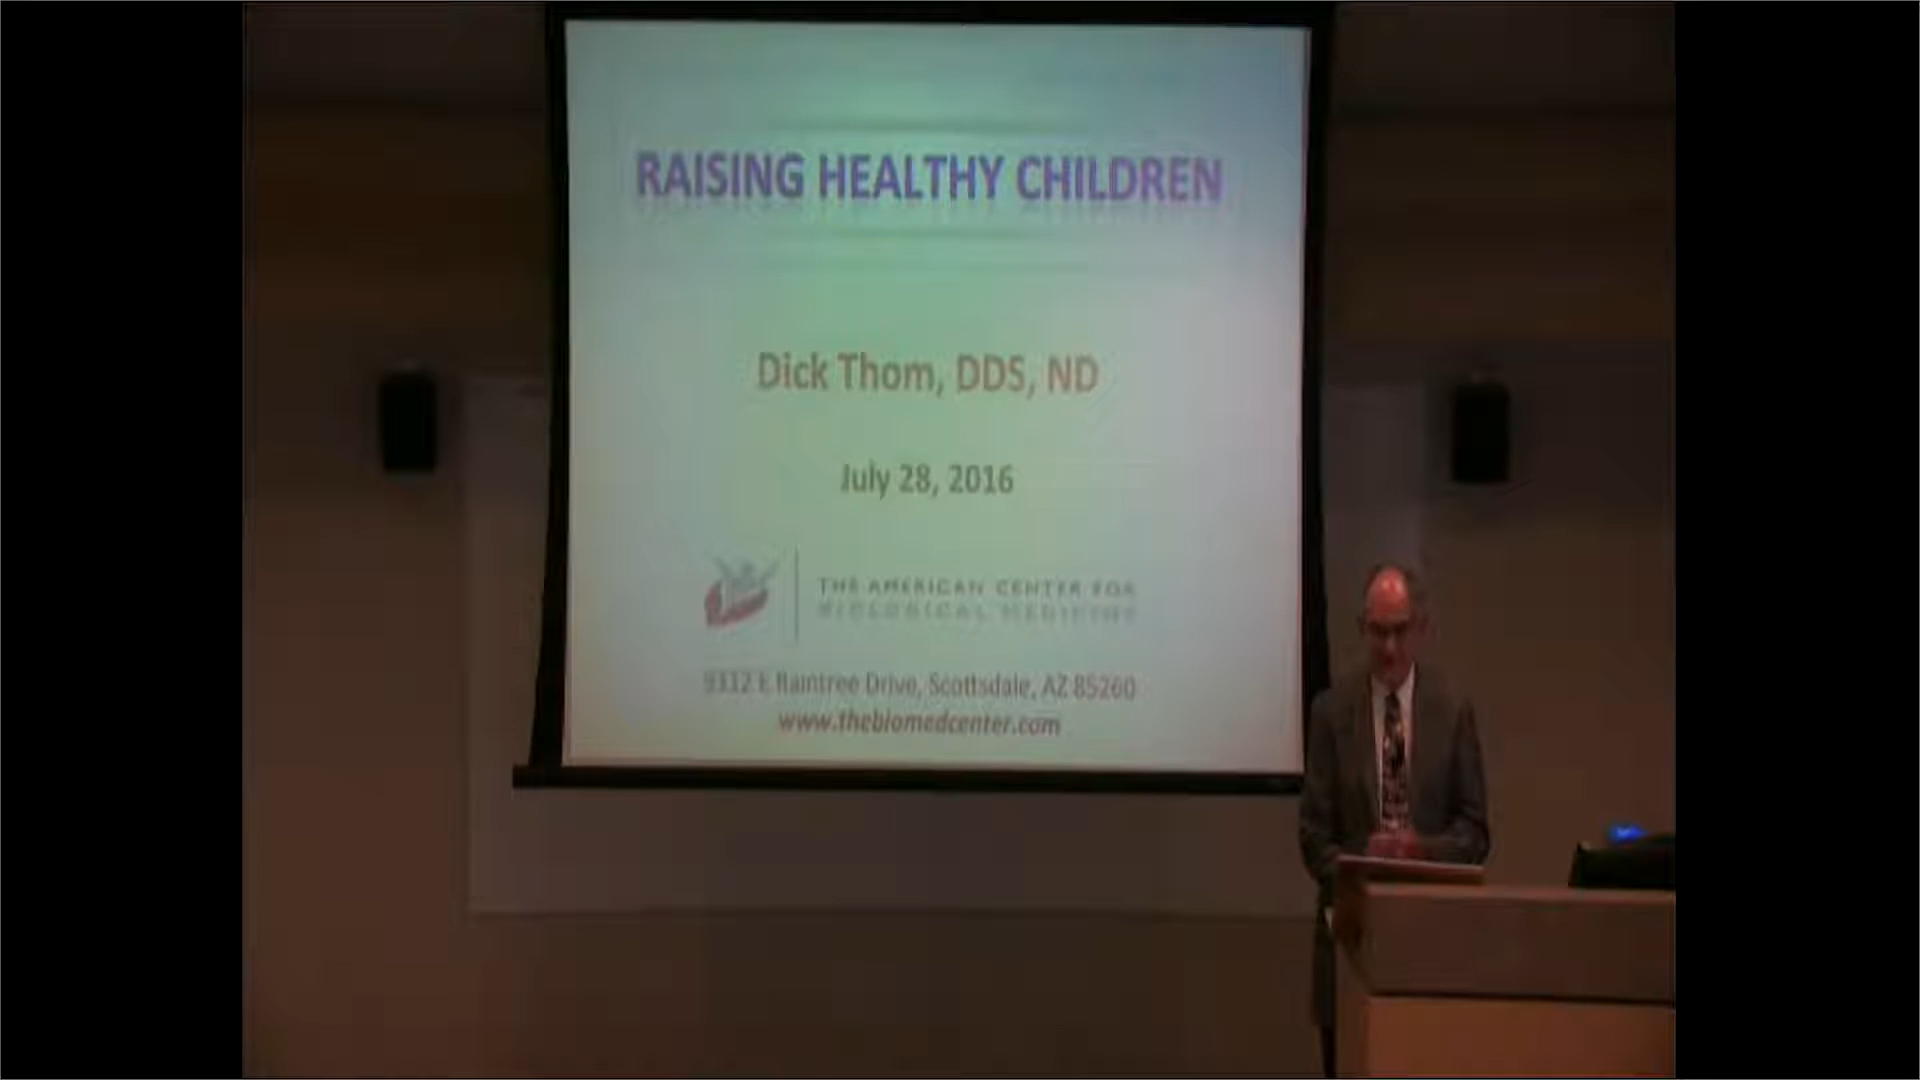 RAISING HEALTHY CHILDREN
Dick Thom, DDS, ND
July 28, 2016
THE AMERICAN CENTER FOR
BIOLOGICAL MEDICINE
9312 E Raintree Drive, Scottsdale, AZ 85260
www.thebiomedcenter.com